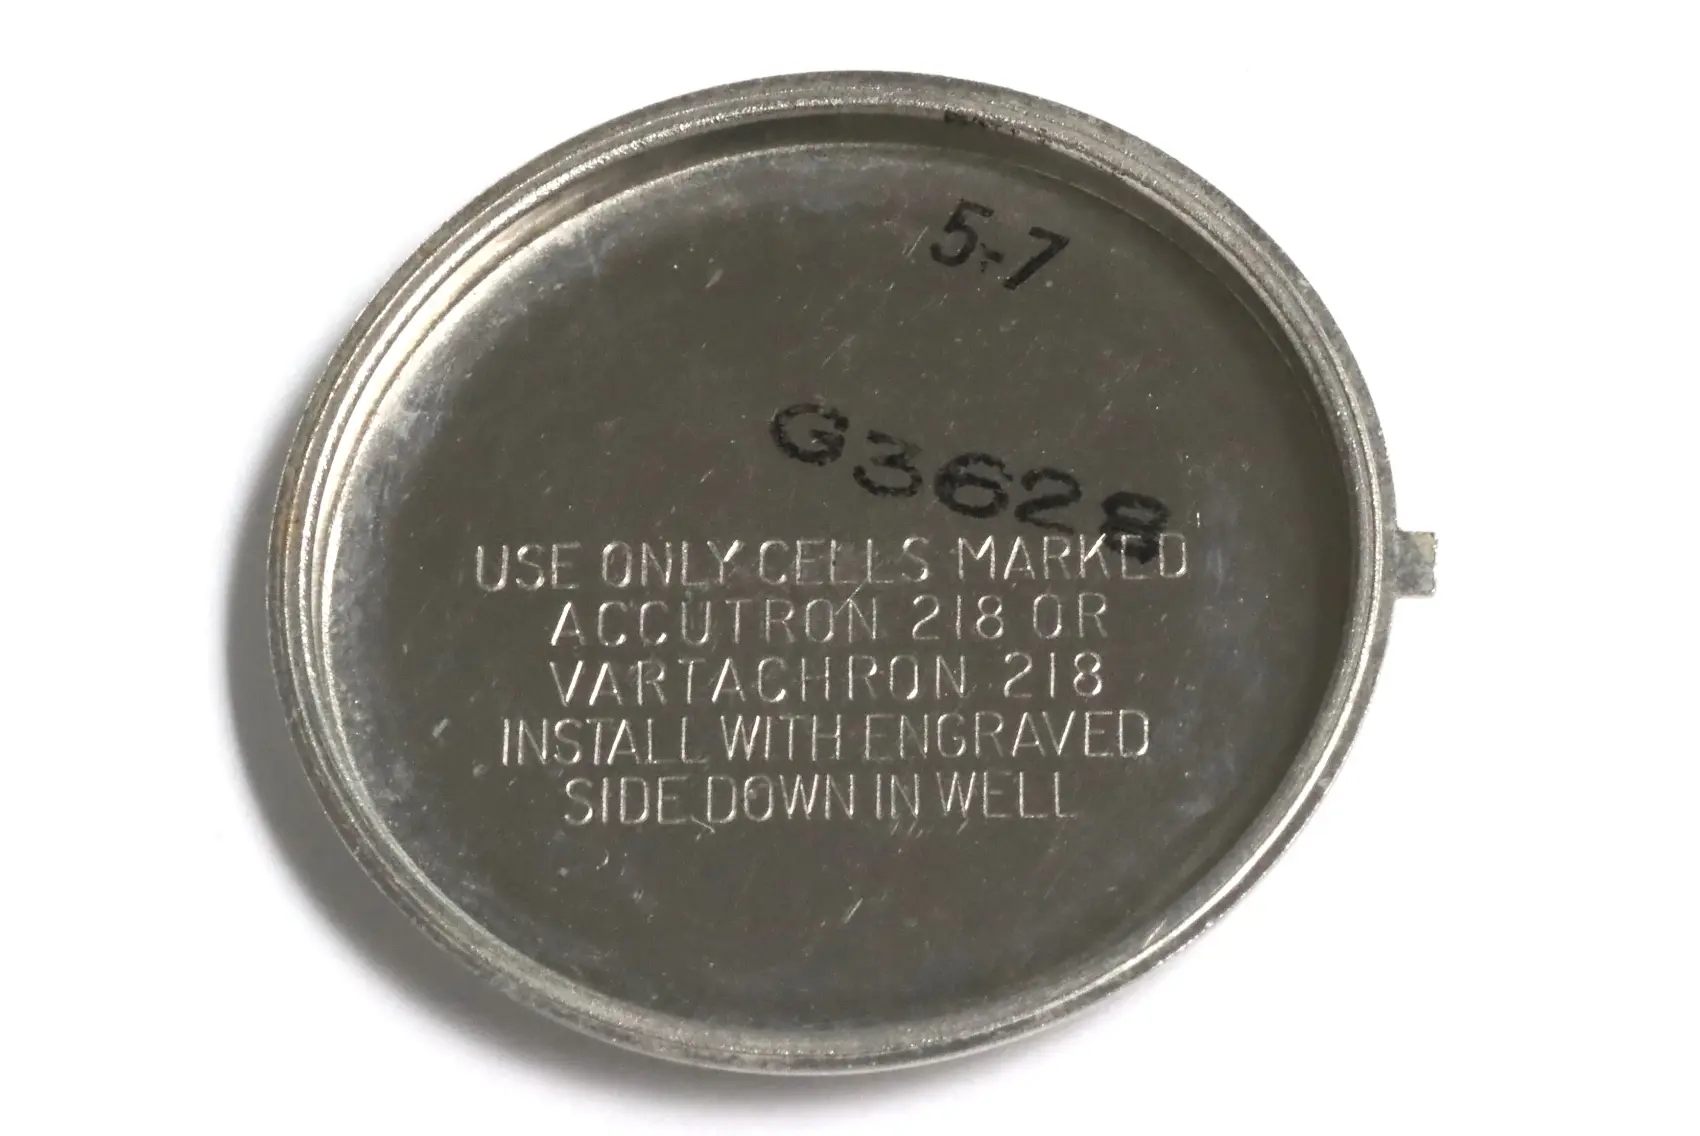 5-7
G3628
USE ONLY CELLS MARKED
ACCUTRON 218 OR
VARTACHRON 218
INSTALL WITH ENGRAVED
SIDE DOWN IN WELL